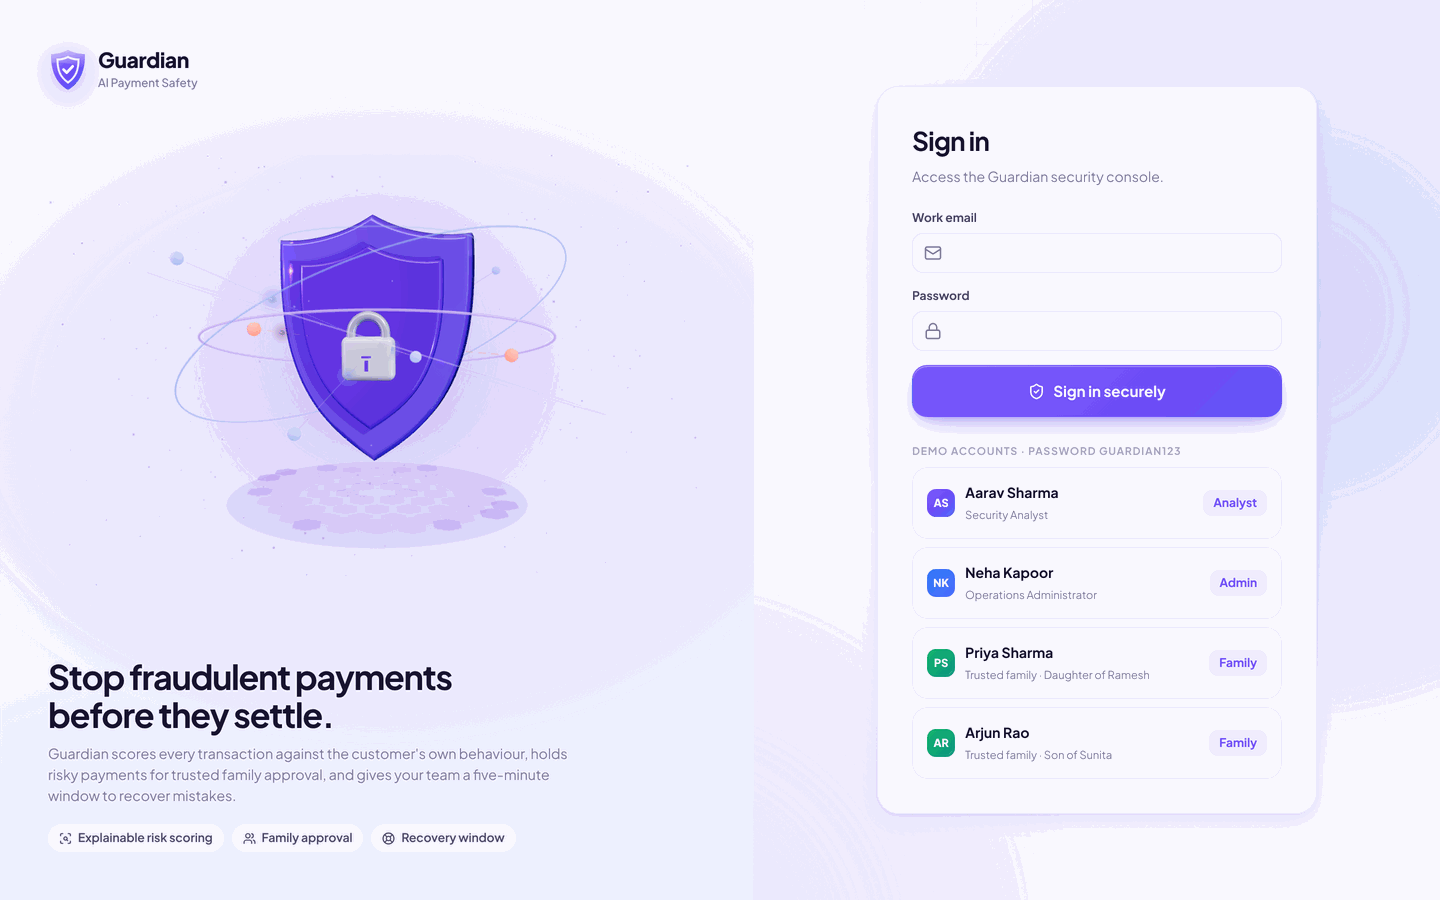 Guardian
AI Payment Safety
Stop fraudulent payments
before they settle.
Guardian scores every transaction against the customer's own behaviour, holds
risky payments for trusted family approval, and gives your team a five-minute
window to recover mistakes.
Explainable risk scoring
Family approval
Recovery window
Sign in
Access the Guardian security console.
Work email
Password
Sign in securely
DEMO ACCOUNTS · PASSWORD GUARDIAN123
AS
Aarav Sharma
Security Analyst
Analyst
NK
Neha Kapoor
Operations Administrator
Admin
PS
Priya Sharma
Trusted family · Daughter of Ramesh
Family
AR
Arjun Rao
Trusted family · Son of Sunita
Family